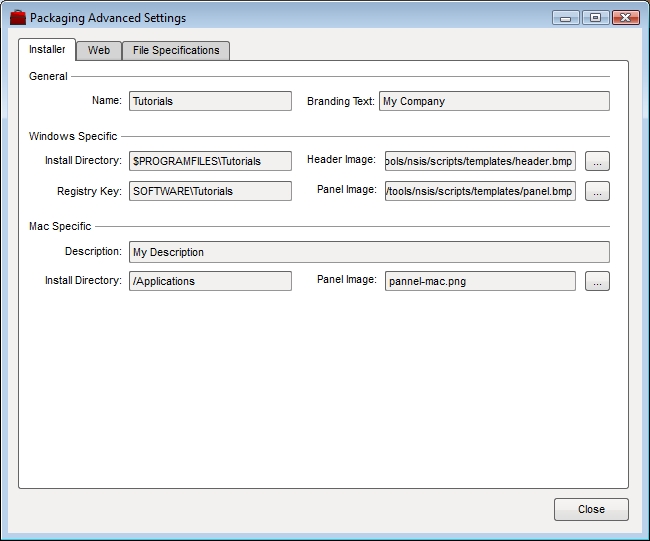 Packaging Advanced Settings
Installer Web File Specifications
General
Name: Tutorials Branding Text: My Company
Windows Specific
Install Directory: $PROGRAMFILES\Tutorials Header Image: ools/nsis/scripts/templates/header.bmp ...
Registry Key: SOFTWARE\Tutorials Panel Image: /tools/nsis/scripts/templates/panel.bmp ...
Mac Specific
Description: My Description
Install Directory: /Applications Panel Image: pannel-mac.png ...
Close